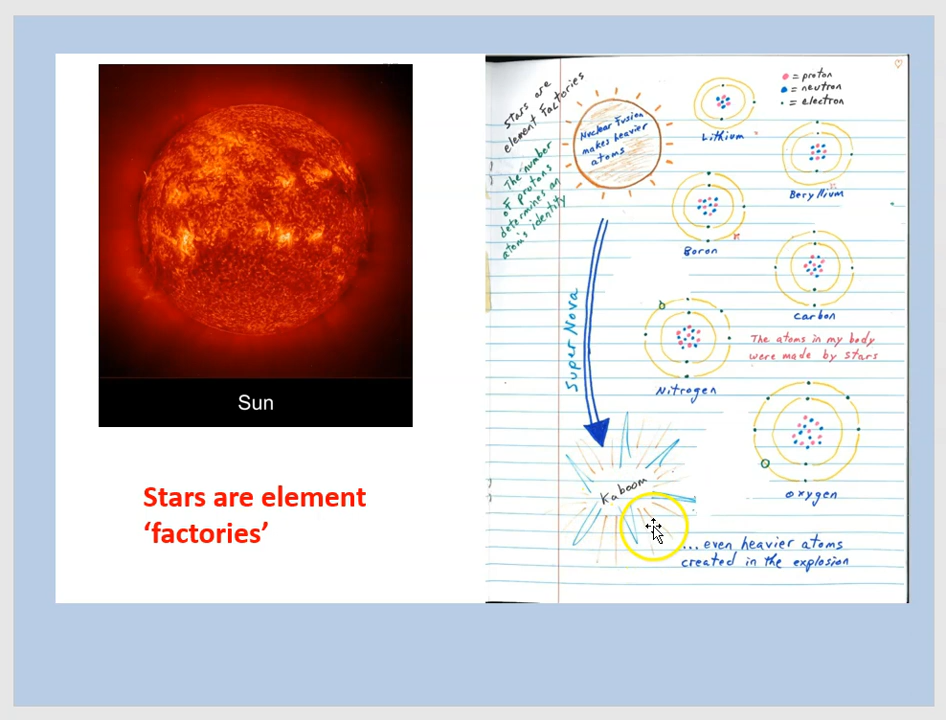 Sun
Stars are element
‘factories’
Stars are
element Factories
The number
of protons
determines an
atom's identity
Nuclear Fusion
makes heavier
atoms
= proton
= neutron
= electron
Lithium
Beryllium
Boron
Carbon
The atoms in my body
were made by stars
Nitrogen
Oxygen
Super Nova
Kaboom
...even heavier atoms
created in the explosion